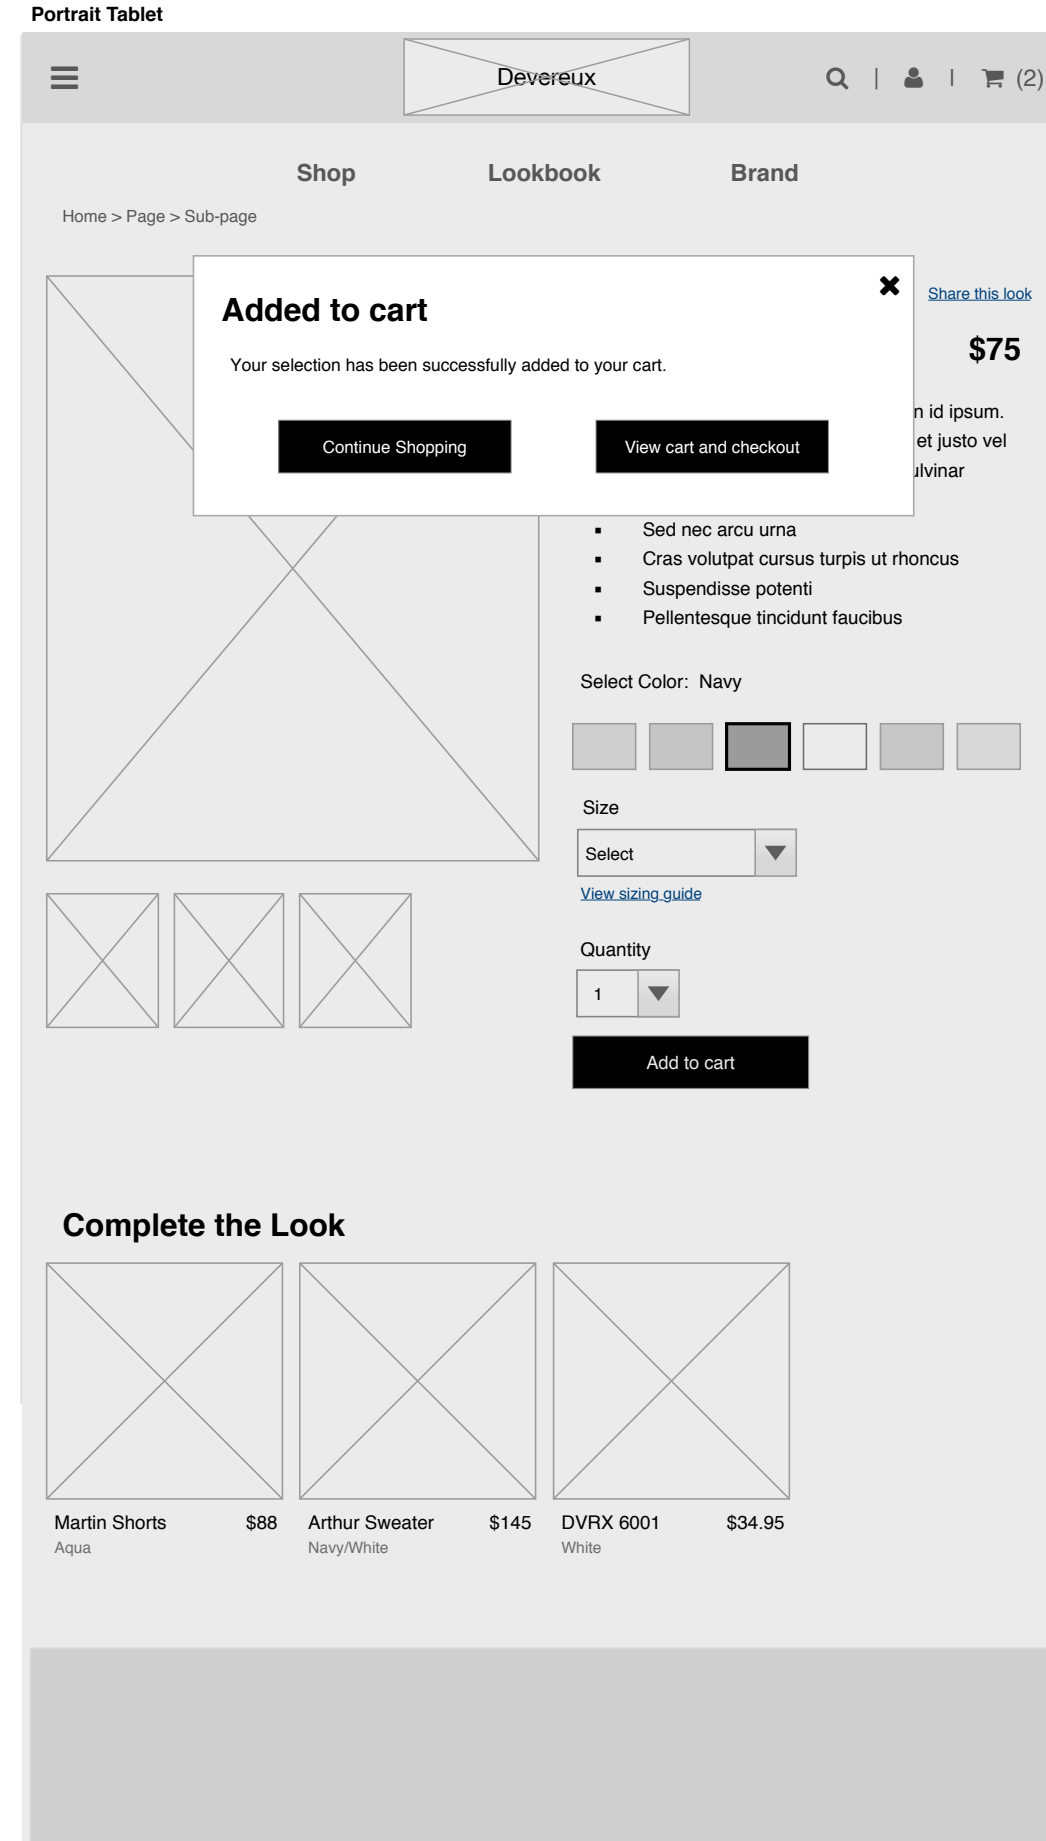 Portrait Tablet
Devereux
| | (2)
Shop Lookbook Brand
Home > Page > Sub-page
Added to cart
Share this look
$75
Your selection has been successfully added to your cart.
id ipsum.
et justo vel
Continue Shopping View cart and checkout
Sed nec arcu urna
Cras volutpat cursus turpis ut rhoncus
Suspendisse potenti
Pellentesque tincidunt faucibus
Select Color: Navy
Size
Select
View sizing guide
Quantity
1
Add to cart
Complete the Look
Martin Shorts $88 Arthur Sweater $145 DVRX 6001 $34.95
Aqua Navy/White White